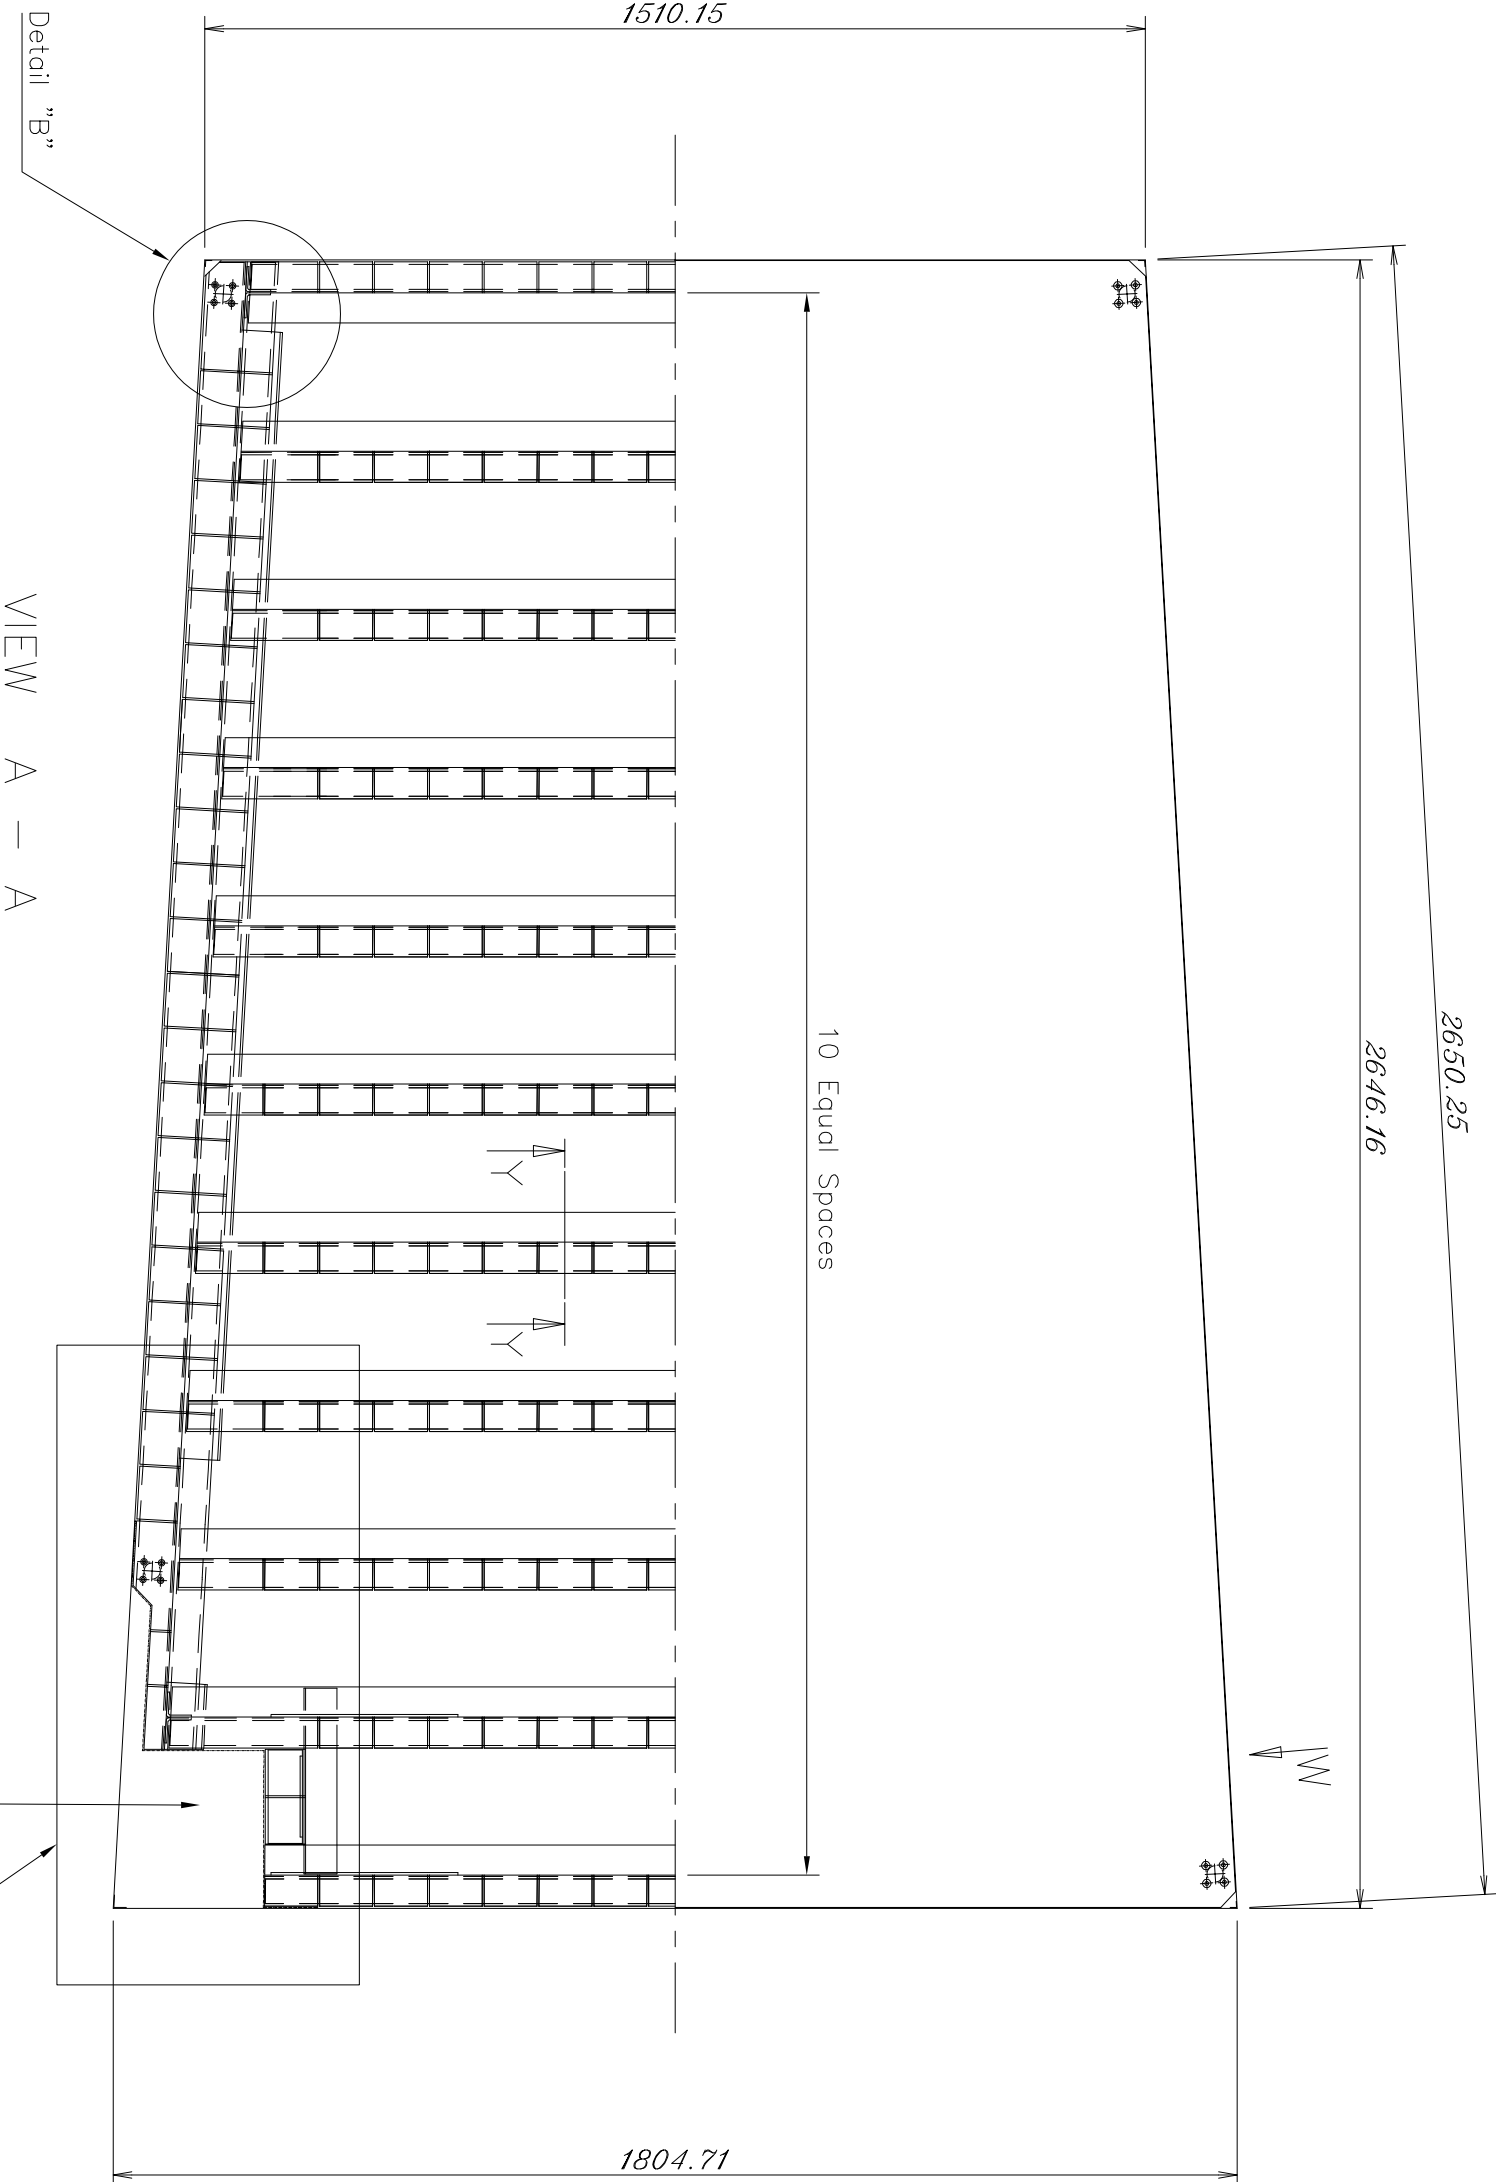 1510.15
Detail "B"
2650.25
2646.16
10 Equal Spaces
VIEW A - A
Y
Y
W
1804.71